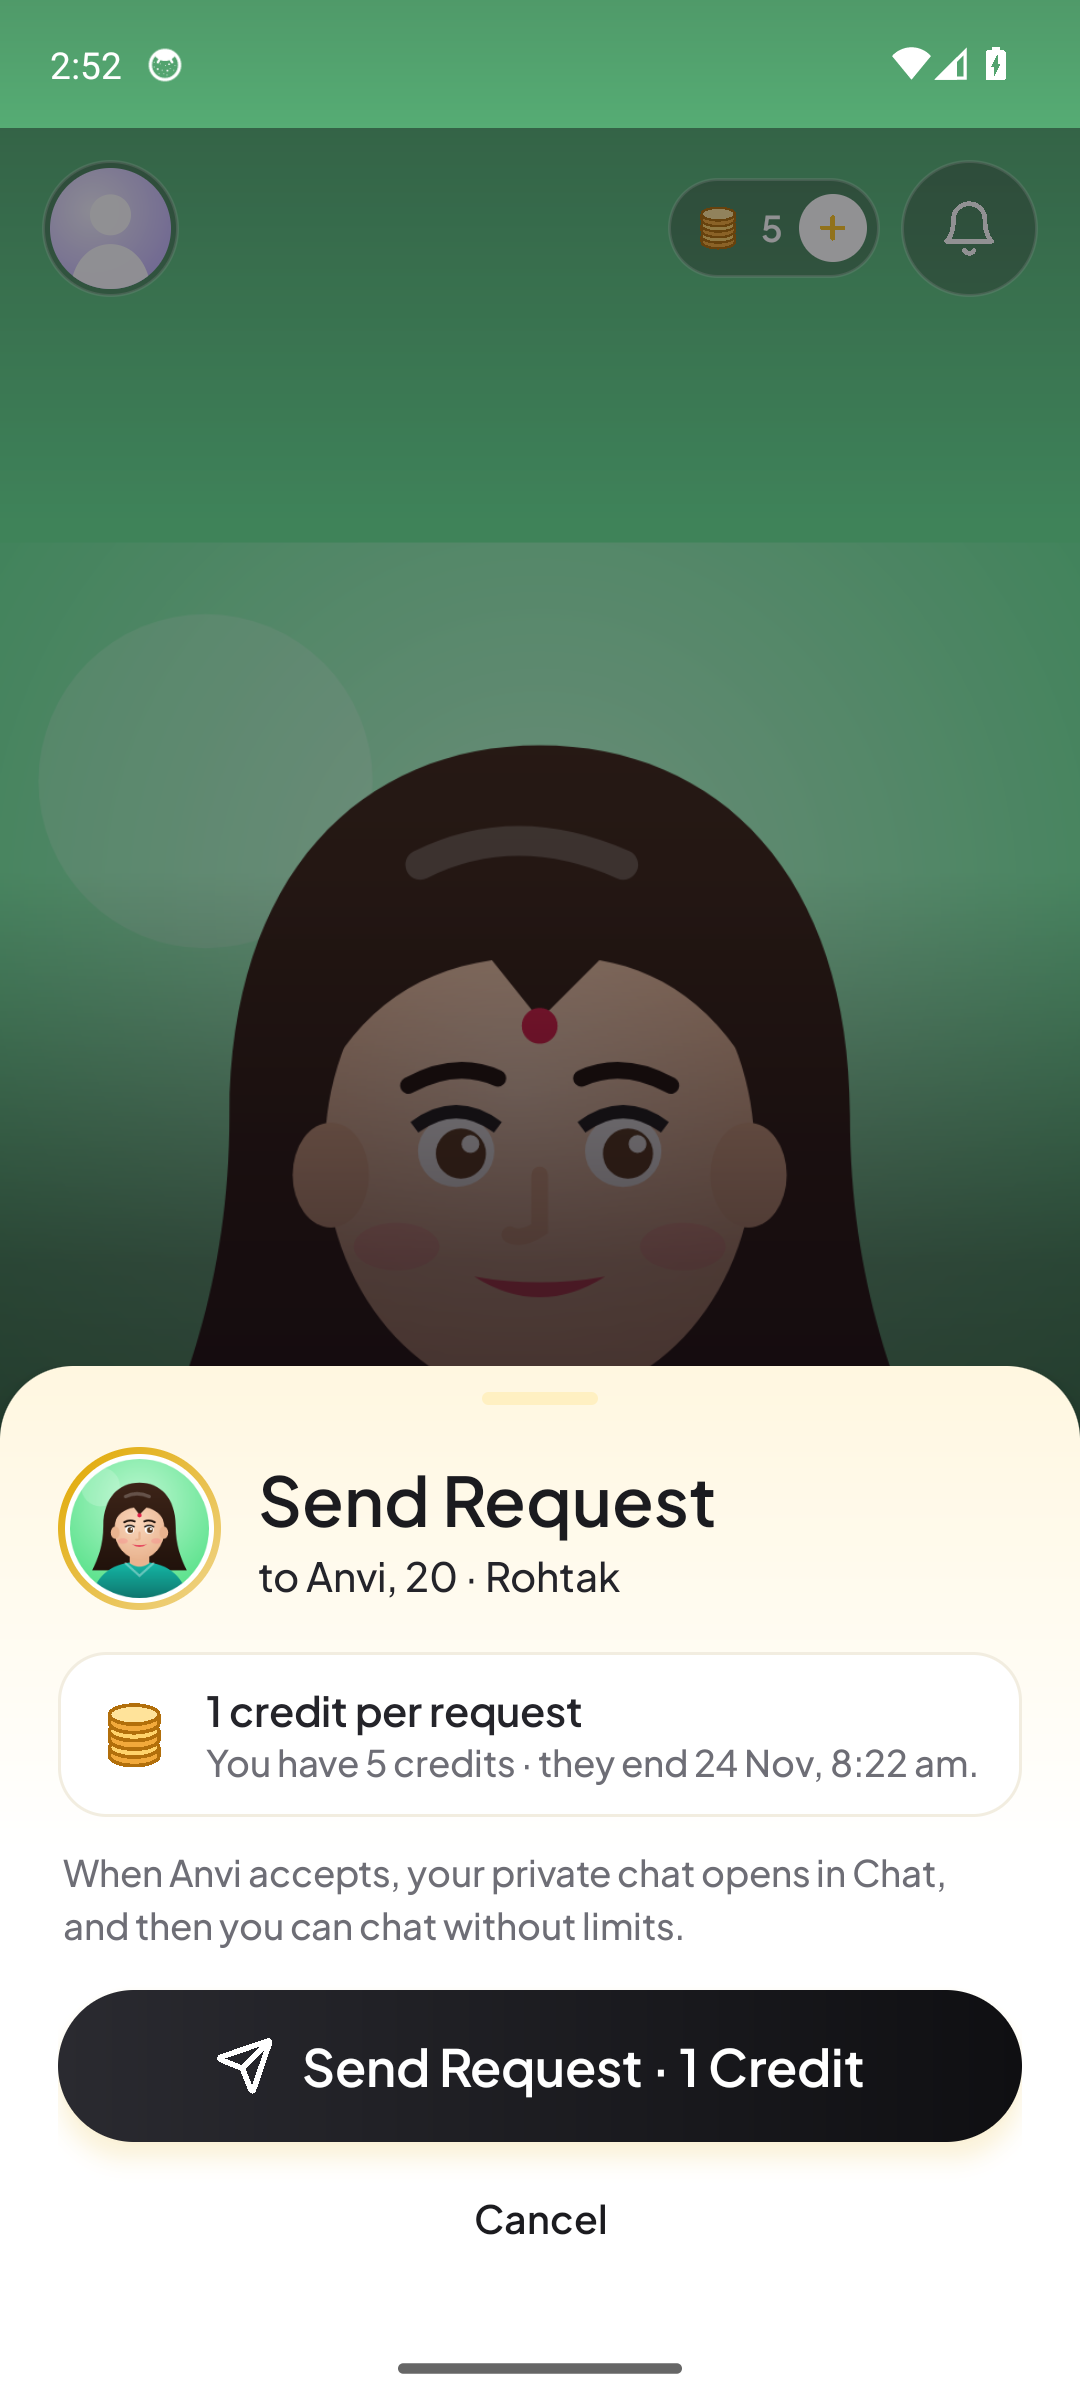 2:52
5
Send Request
to Anvi, 20 · Rohtak
1 credit per request
You have 5 credits · they end 24 Nov, 8:22 am.
When Anvi accepts, your private chat opens in Chat,
and then you can chat without limits.
Send Request · 1 Credit
Cancel